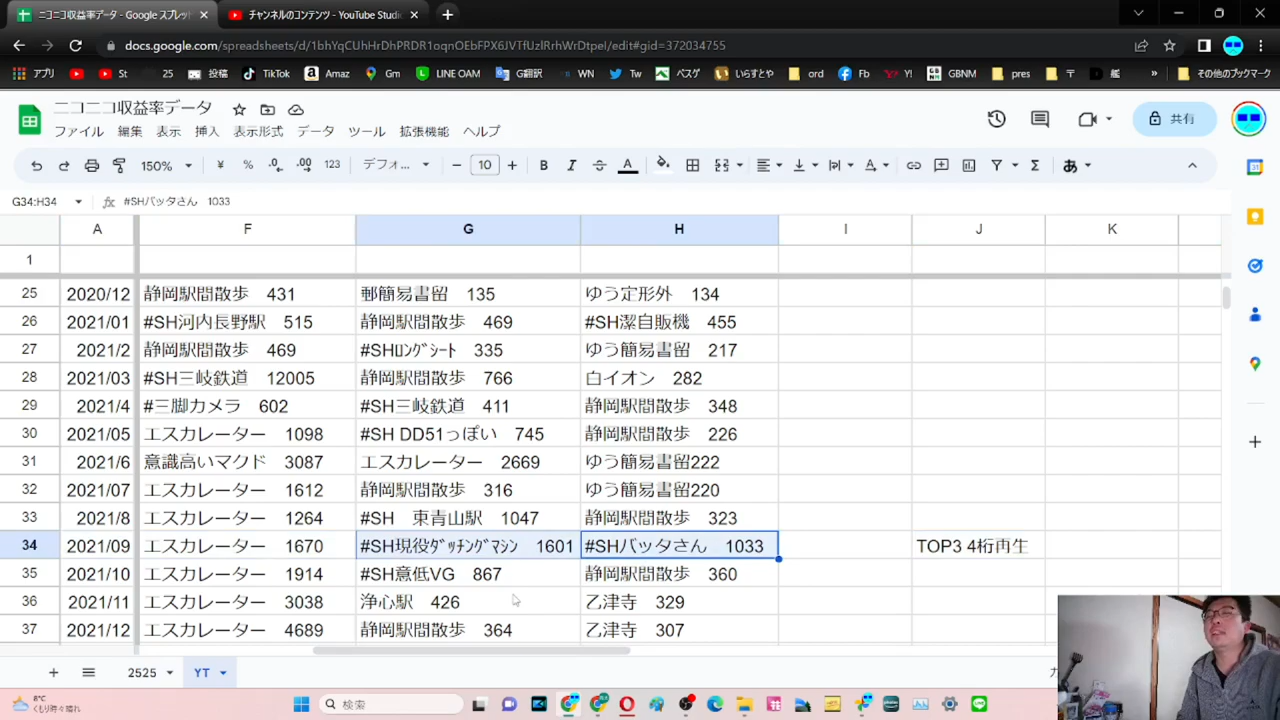 ニコニコ収益率データ - Google スプレッ
チャンネルのコンテンツ - YouTube Studi
docs.google.com/spreadsheets/d/1bhYqCUhHrDhPRDR1oqnOEbFPX6JVTfUzlRrhWrDtpeI/edit#gid=372034755
アプリ St 25 投稿 TikTok Amaz Gm LINE OAM G翻訳 WN Tw ベスゲ いらすとや ord Fb Y! GBNM pres 〒 艦 » その他のブックマーク
ニコニコ収益率データ
ファイル 編集 表示 挿入 表示形式 データ ツール 拡張機能 ヘルプ
共有
150% ¥ % .0 .00 123 デフォ... − 10 + B I A Σ あ
G34:H34 fx #SHバッタさん 1033
A F G H I J K
1
25 2020/12 静岡駅間散歩 431 郵簡易書留 135 ゆう定形外 134
26 2021/01 #SH河内長野駅 515 静岡駅間散歩 469 #SH潔自販機 455
27 2021/2 静岡駅間散歩 469 #SHﾛﾝｸﾞｼｰﾄ 335 ゆう簡易書留 217
28 2021/03 #SH三岐鉄道 12005 静岡駅間散歩 766 白イオン 282
29 2021/4 #三脚カメラ 602 #SH三岐鉄道 411 静岡駅間散歩 348
30 2021/05 エスカレーター 1098 #SH DD51っぽい 745 静岡駅間散歩 226
31 2021/6 意識高いマクド 3087 エスカレーター 2669 ゆう簡易書留222
32 2021/07 エスカレーター 1612 静岡駅間散歩 316 ゆう簡易書留220
33 2021/8 エスカレーター 1264 #SH 東青山駅 1047 静岡駅間散歩 323
34 2021/09 エスカレーター 1670 #SH現役ﾀﾞｯﾁﾝｸﾞﾏｼﾝ 1601 #SHバッタさん 1033 TOP3 4桁再生
35 2021/10 エスカレーター 1914 #SH意低VG 867 静岡駅間散歩 360
36 2021/11 エスカレーター 3038 浄心駅 426 乙津寺 329
37 2021/12 エスカレーター 4689 静岡駅間散歩 364 乙津寺 307
2525 YT
8°C
くもり時々晴れ
検索